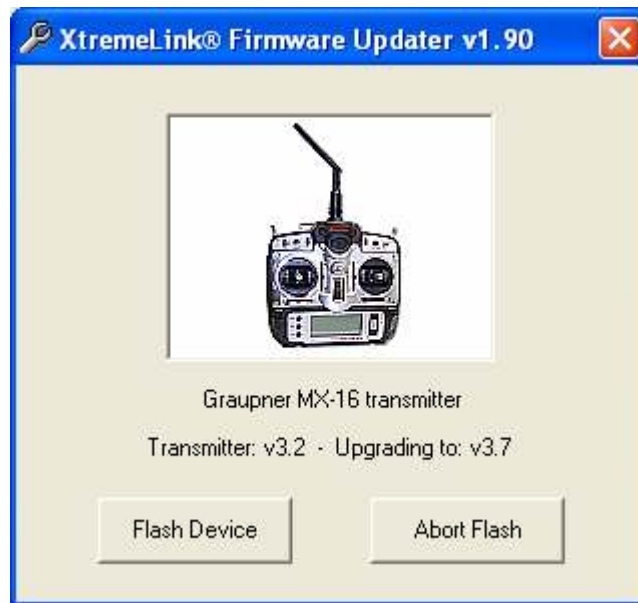 XtremeLink® Firmware Updater v1.90
Graupner MX-16 transmitter
Transmitter: v3.2 - Upgrading to: v3.7
Flash Device
Abort Flash